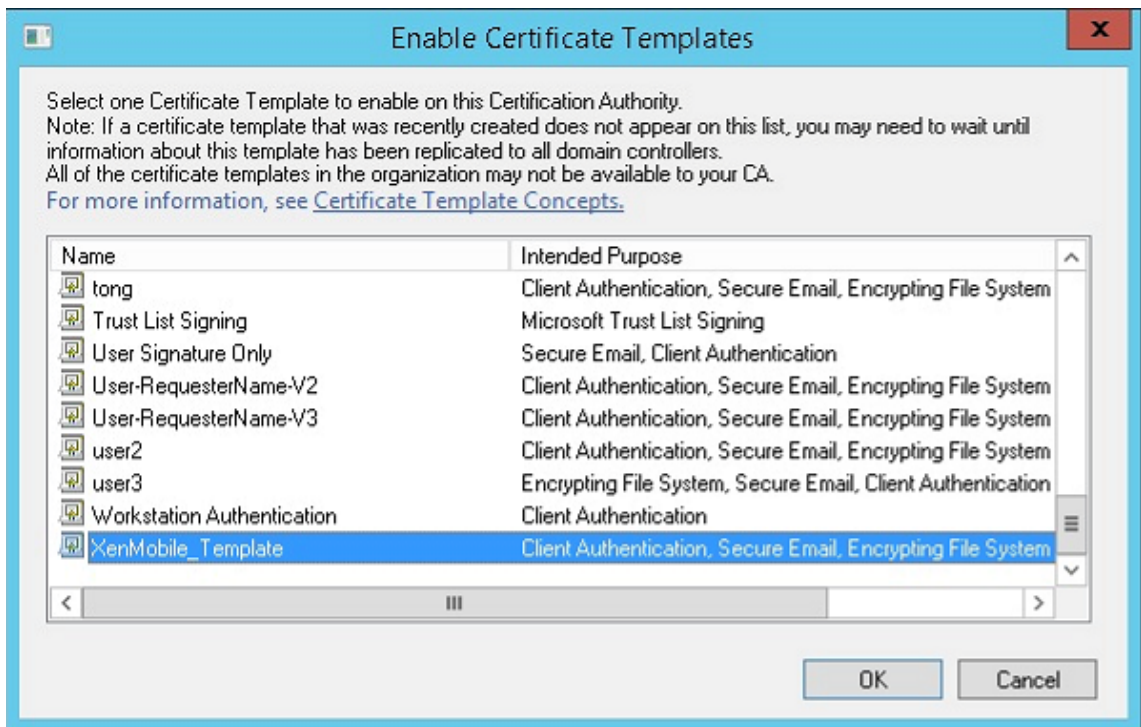 Enable Certificate Templates
x
Select one Certificate Template to enable on this Certification Authority.
Note: If a certificate template that was recently created does not appear on this list, you may need to wait until
information about this template has been replicated to all domain controllers.
All of the certificate templates in the organization may not be available to your CA.
For more information, see Certificate Template Concepts.
Name Intended Purpose
tong Client Authentication, Secure Email, Encrypting File System
Trust List Signing Microsoft Trust List Signing
User Signature Only Secure Email, Client Authentication
User-RequesterName-V2 Client Authentication, Secure Email, Encrypting File System
User-RequesterName-V3 Client Authentication, Secure Email, Encrypting File System
user2 Client Authentication, Secure Email, Encrypting File System
user3 Encrypting File System, Secure Email, Client Authentication
Workstation Authentication Client Authentication
XenMobile_Template Client Authentication, Secure Email, Encrypting File System
OK Cancel